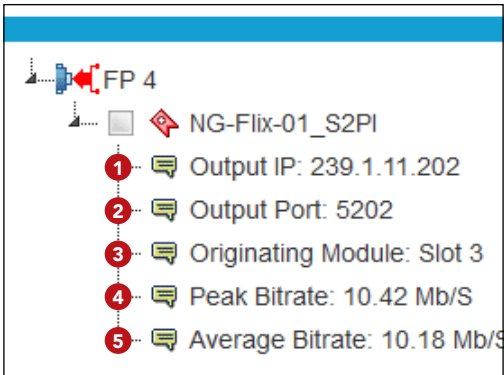 FP 4
NG-Flix-01_S2PI
1 Output IP: 239.1.11.202
2 Output Port: 5202
3 Originating Module: Slot 3
4 Peak Bitrate: 10.42 Mb/S
5 Average Bitrate: 10.18 Mb/S